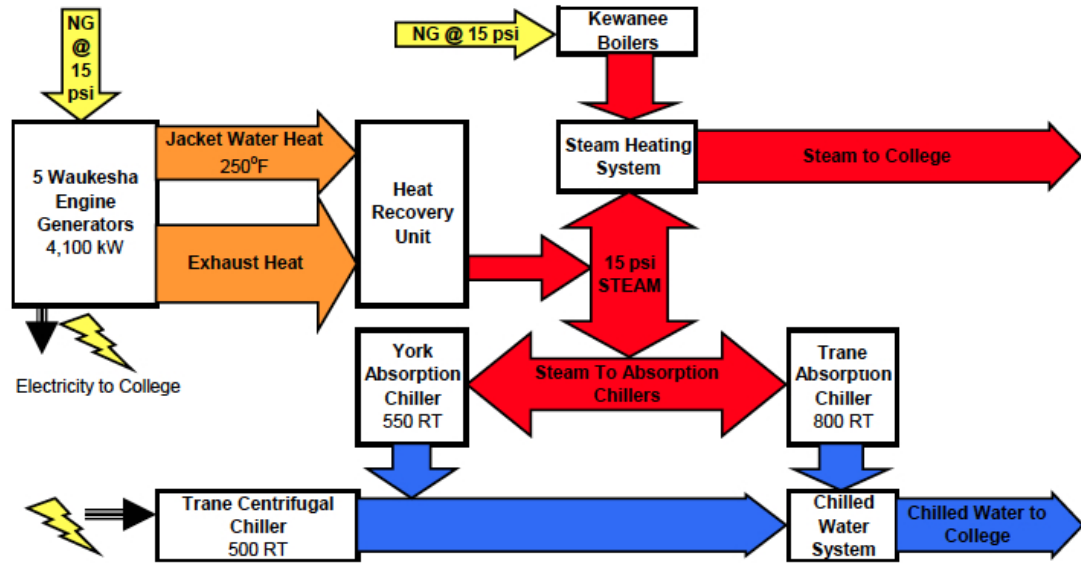 NG
@
15
psi
NG @ 15 psi
Kewanee
Boilers
5 Waukesha
Engine
Generators
4,100 kW
Jacket Water Heat
250°F
Exhaust Heat
Heat
Recovery
Unit
Steam Heating
System
Steam to College
15 psi
STEAM
Electricity to College
York
Absorption
Chiller
550 RT
Steam To Absorption
Chillers
Trane
Absorption
Chiller
800 RT
Trane Centrifugal
Chiller
500 RT
Chilled
Water
System
Chilled Water to
College